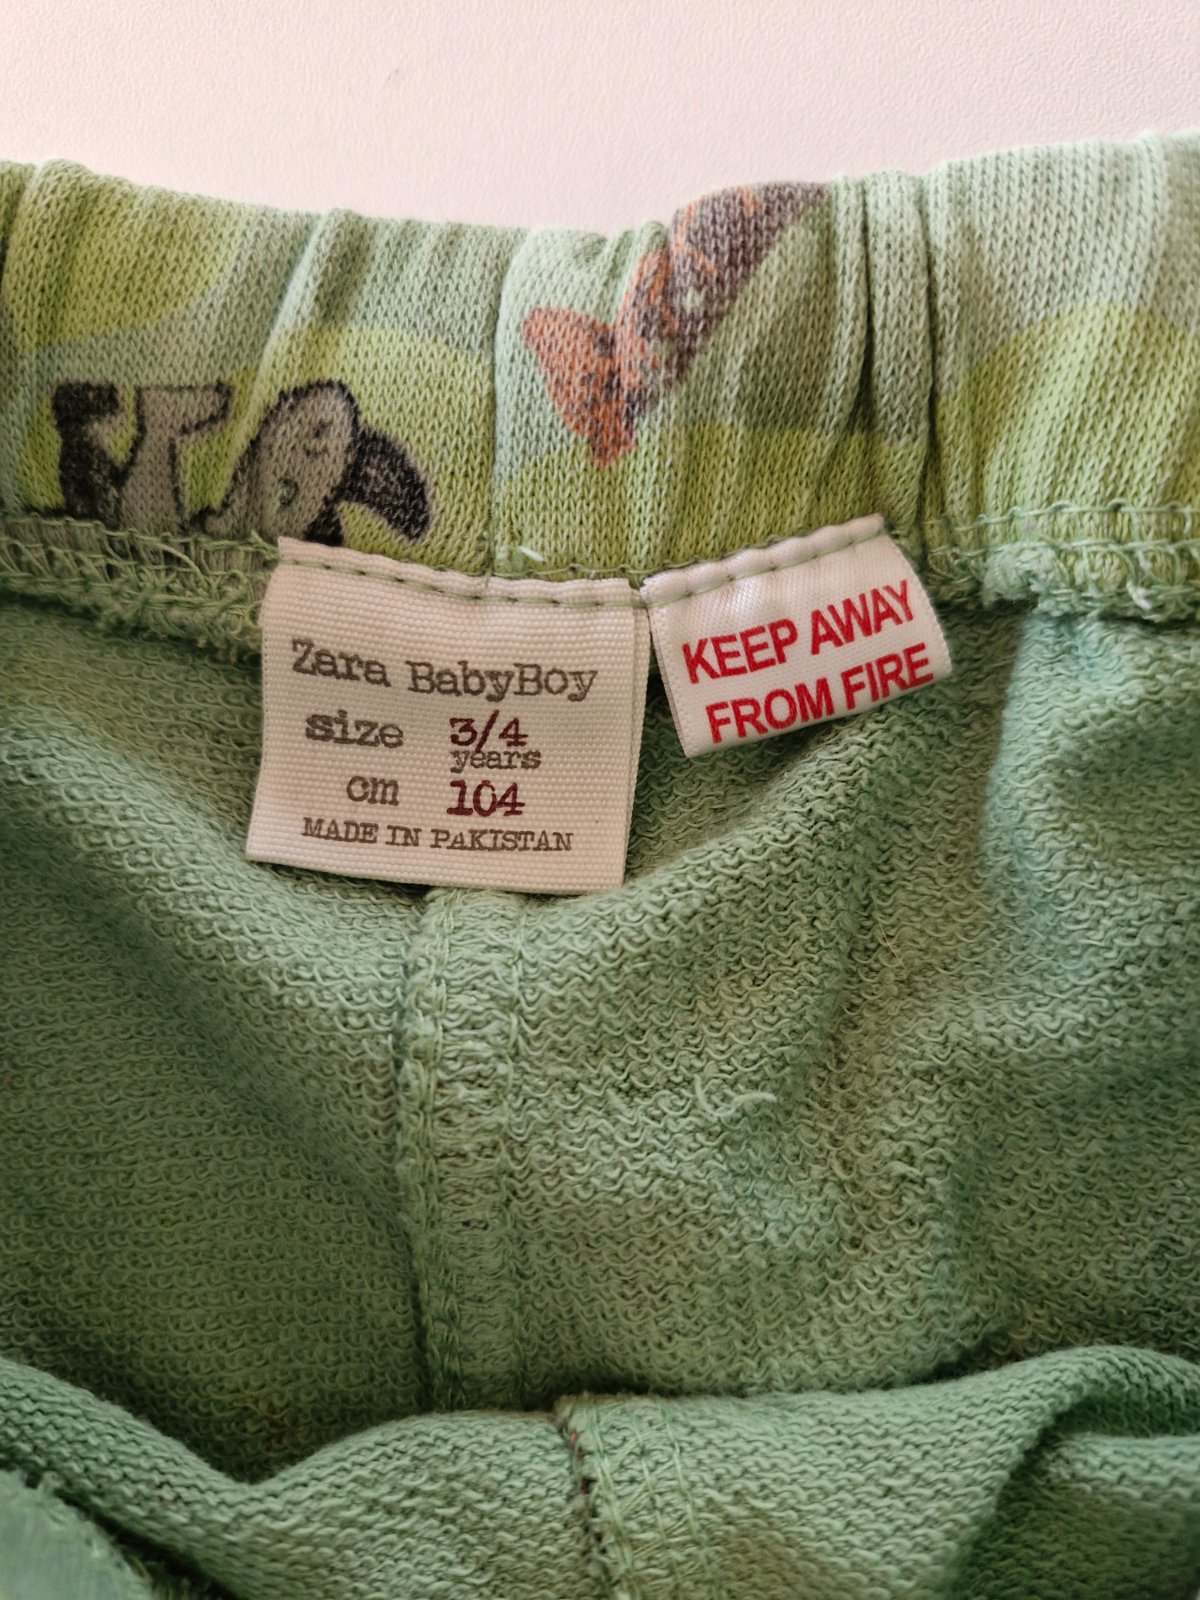 Zara BabyBoy
size 3/4
years
cm 104
MADE IN PAKISTAN
KEEP AWAY
FROM FIRE